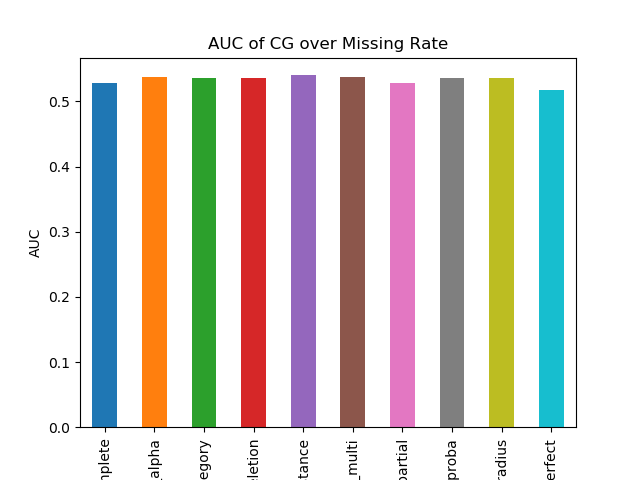 AUC of CG over Missing Rate
AUC
0.5
0.4
0.3
0.2
0.1
0.0
nplete
_alpha
egory
letion
tance
_multi
partial
proba
radius
erfect